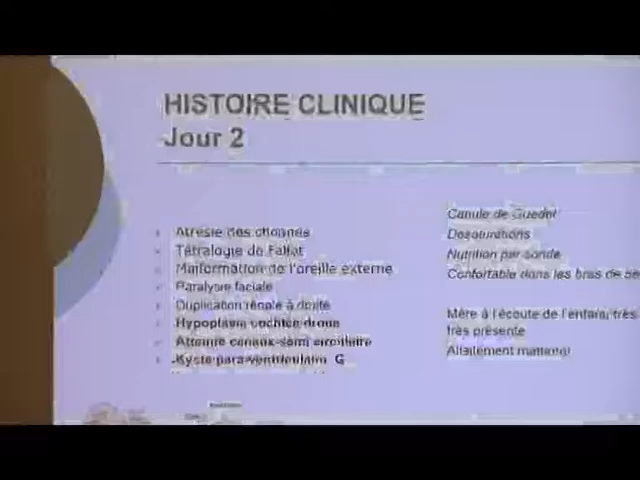 HISTOIRE CLINIQUE
Jour 2
Atrésie des choanes
Tétralogie de Fallot
Malformation de l'oreille externe
Paralysie faciale
Duplication rénale à droite
Hypoplasie cochlée droite
Atteinte canaux semi circulaire
Kyste para-ventriculaire G
Canule de Guedel
Désaturations
Nutrition par sonde
Confortable dans les bras de
Mère à l'écoute de l'enfant, très
très présente
Allaitement maternel